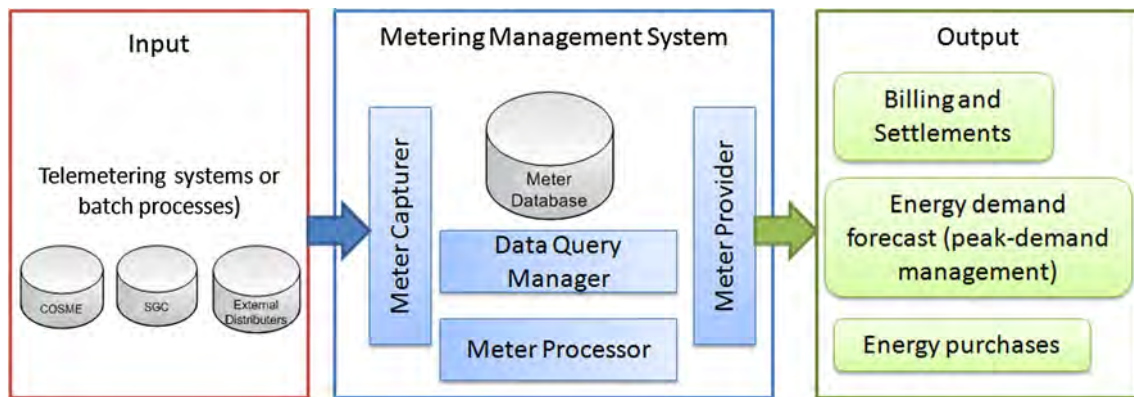 Input
Telemetering systems or
batch processes)
COSME
SGC
External
Distributers
Metering Management System
Meter Capturer
Meter
Database
Data Query
Manager
Meter Processor
Meter Provider
Output
Billing and
Settlements
Energy demand
forecast (peak-demand
management)
Energy purchases